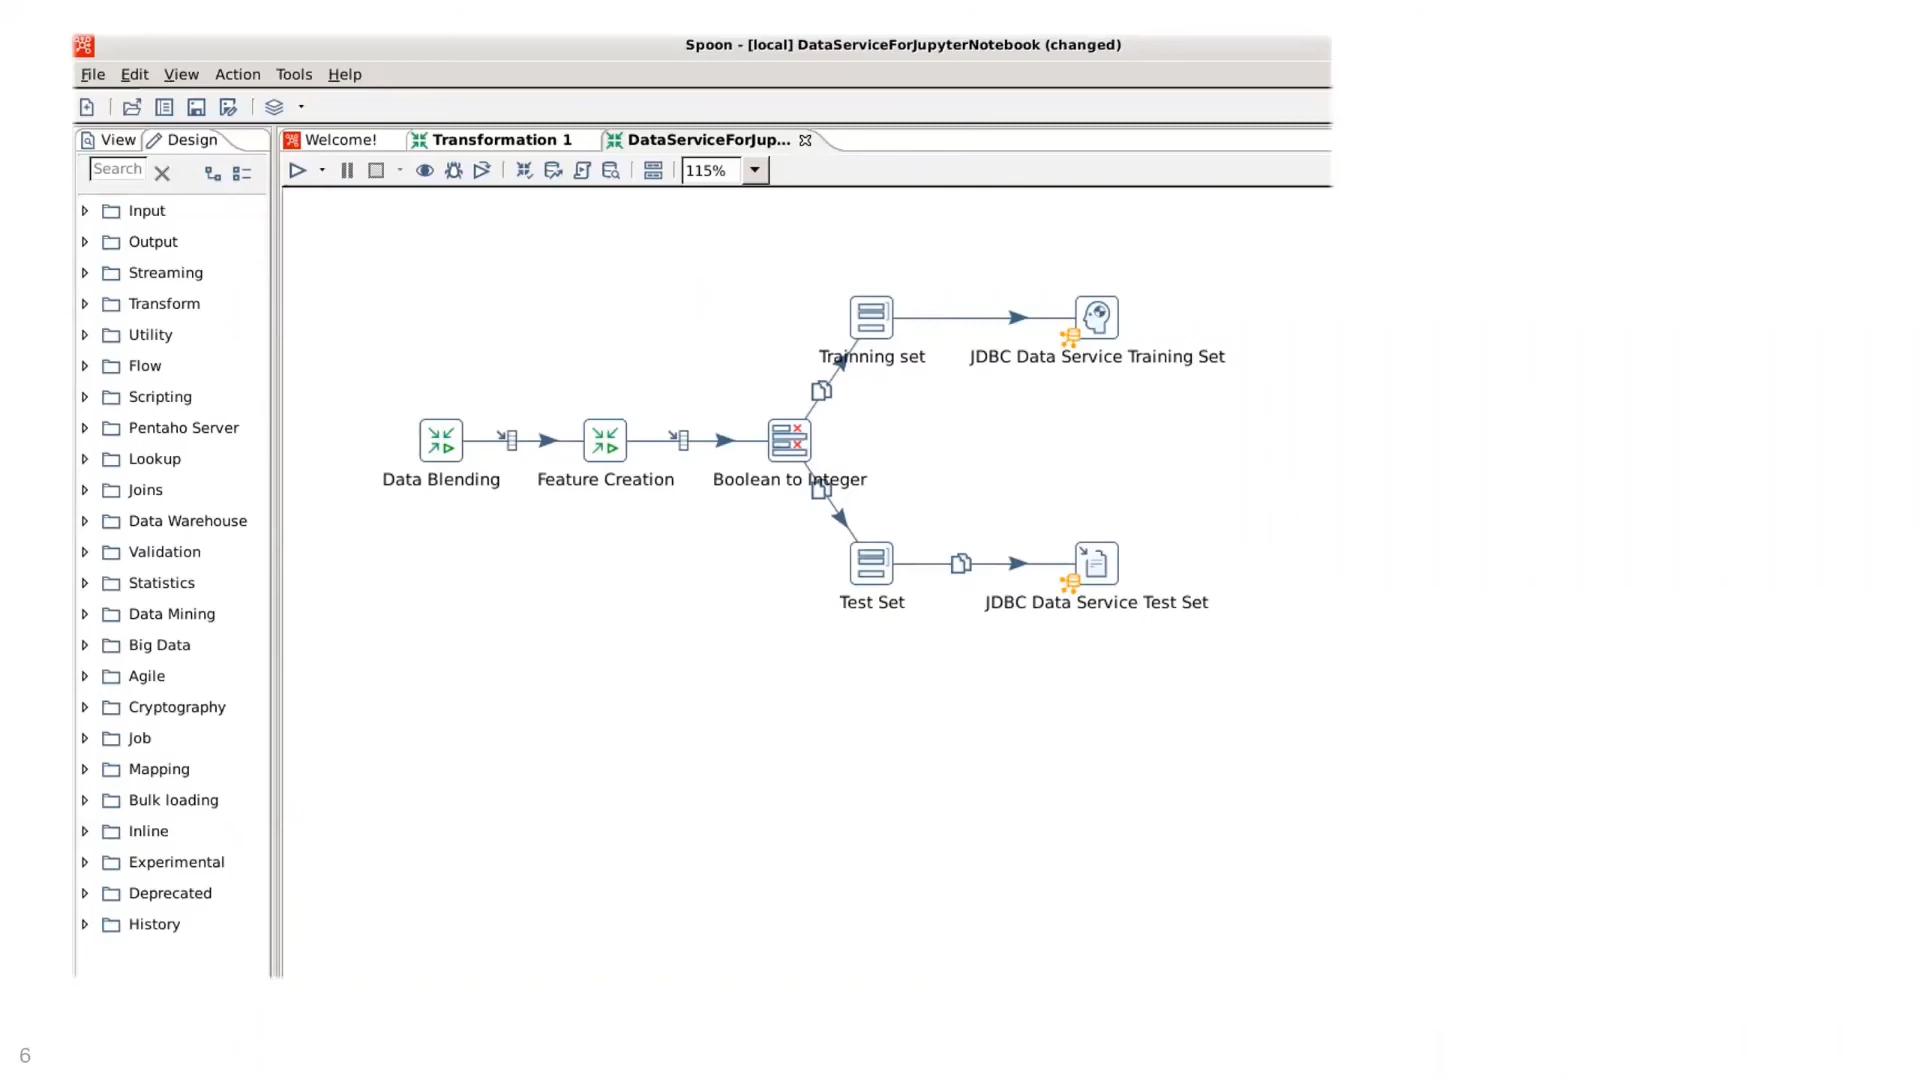 Spoon - [local] DataServiceForJupyterNotebook (changed)
File Edit View Action Tools Help
View Design
Welcome! Transformation 1 DataServiceForJup...
Search
115%
Input
Output
Streaming
Transform
Utility
Flow
Scripting
Pentaho Server
Lookup
Joins
Data Warehouse
Validation
Statistics
Data Mining
Big Data
Agile
Cryptography
Job
Mapping
Bulk loading
Inline
Experimental
Deprecated
History
Trainning set JDBC Data Service Training Set
Data Blending Feature Creation Boolean to Integer
Test Set JDBC Data Service Test Set
6